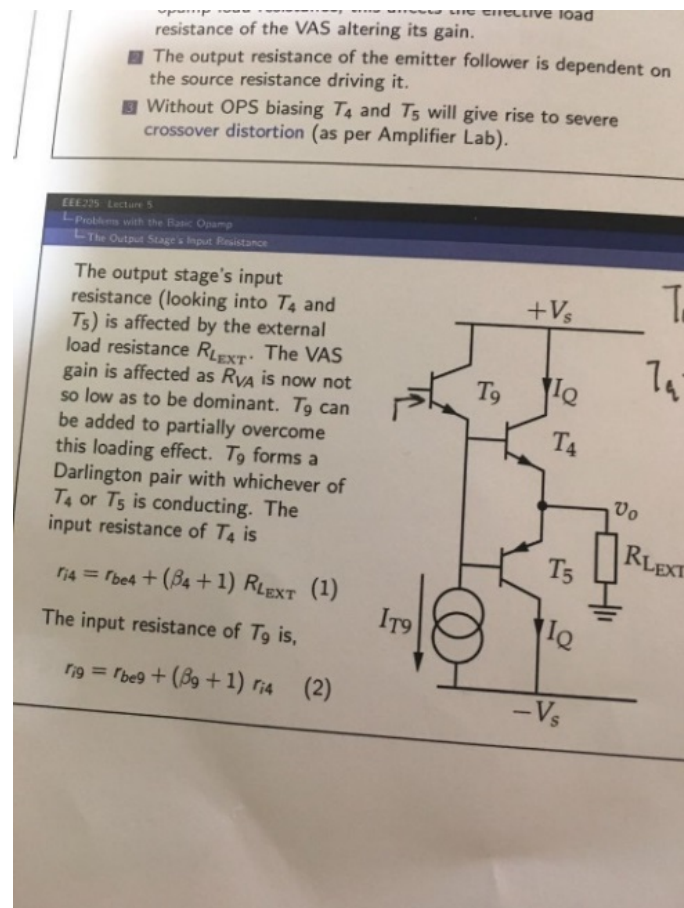 resistance of the VAS altering its gain.
2 The output resistance of the emitter follower is dependent on
the source resistance driving it.
3 Without OPS biasing T4 and T5 will give rise to severe
crossover distortion (as per Amplifier Lab).
EEE225 Lecture 5
Problems with the Basic Opamp
The Output Stage's Input Resistance
The output stage's input
resistance (looking into T4 and
T5) is affected by the external
load resistance RLEXT. The VAS
gain is affected as RVA is now not
so low as to be dominant. T9 can
be added to partially overcome
this loading effect. T9 forms a
Darlington pair with whichever of
T4 or T5 is conducting. The
input resistance of T4 is
ri4 = rbe4 + (β4 + 1) RLEXT (1)
The input resistance of T9 is,
ri9 = rbe9 + (β9 + 1) ri4 (2)
+Vs
T9
IQ
T4
vo
T5
RLEXT
IT9
IQ
−Vs